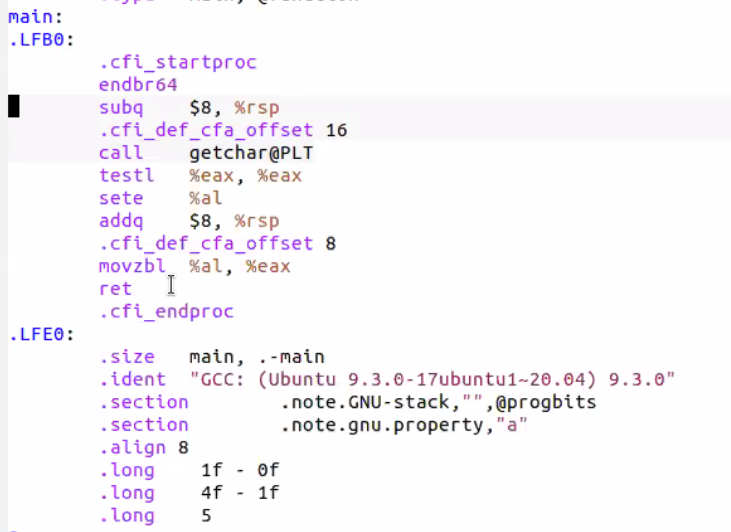 main:
.LFB0:
.cfi_startproc
endbr64
subq $8, %rsp
.cfi_def_cfa_offset 16
call getchar@PLT
testl %eax, %eax
sete %al
addq $8, %rsp
.cfi_def_cfa_offset 8
movzbl %al, %eax
ret
.cfi_endproc
.LFE0:
.size main, .-main
.ident "GCC: (Ubuntu 9.3.0-17ubuntu1~20.04) 9.3.0"
.section .note.GNU-stack,"",@progbits
.section .note.gnu.property,"a"
.align 8
.long 1f - 0f
.long 4f - 1f
.long 5